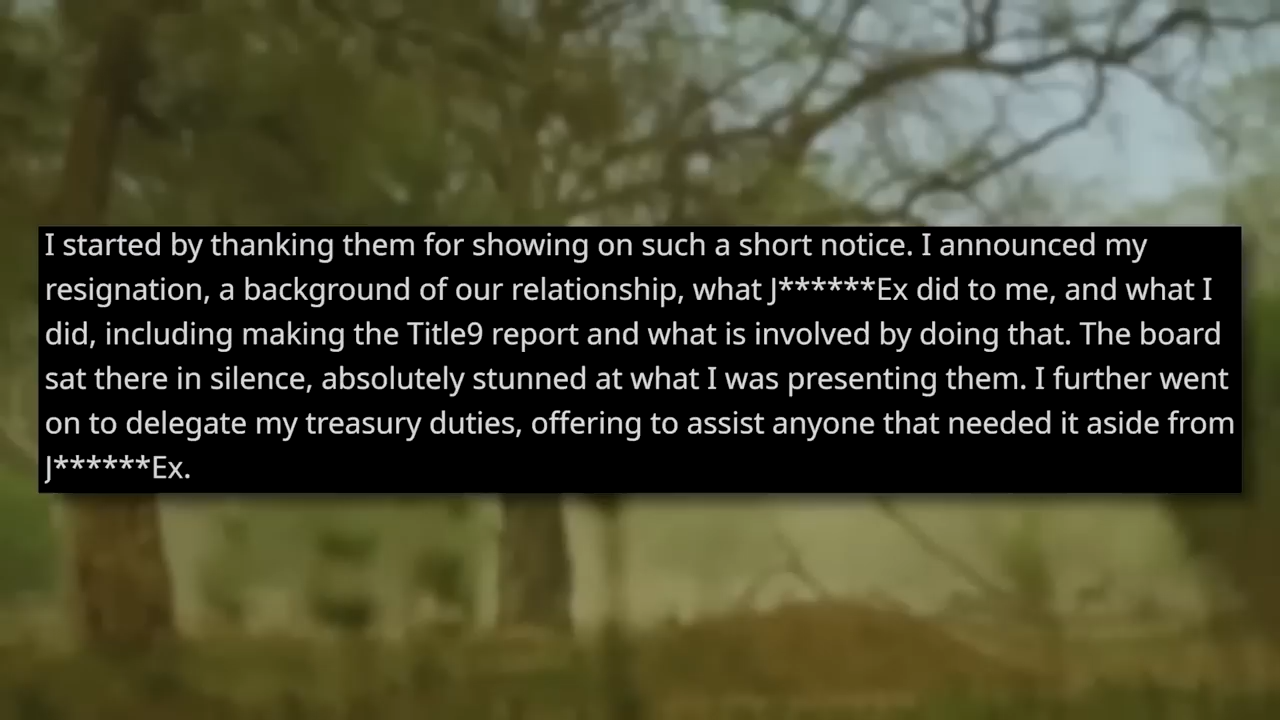 I started by thanking them for showing on such a short notice. I announced my
resignation, a background of our relationship, what J******Ex did to me, and what I
did, including making the Title9 report and what is involved by doing that. The board
sat there in silence, absolutely stunned at what I was presenting them. I further went
on to delegate my treasury duties, offering to assist anyone that needed it aside from
J******Ex.